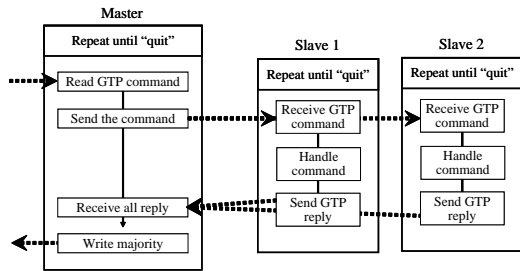 Master
Repeat until “quit”
Read GTP command
Send the command
Receive all reply
Write majority
Slave 1
Repeat until “quit”
Receive GTP
command
Handle
command
Send GTP
reply
Slave 2
Repeat until “quit”
Receive GTP
command
Handle
command
Send GTP
reply